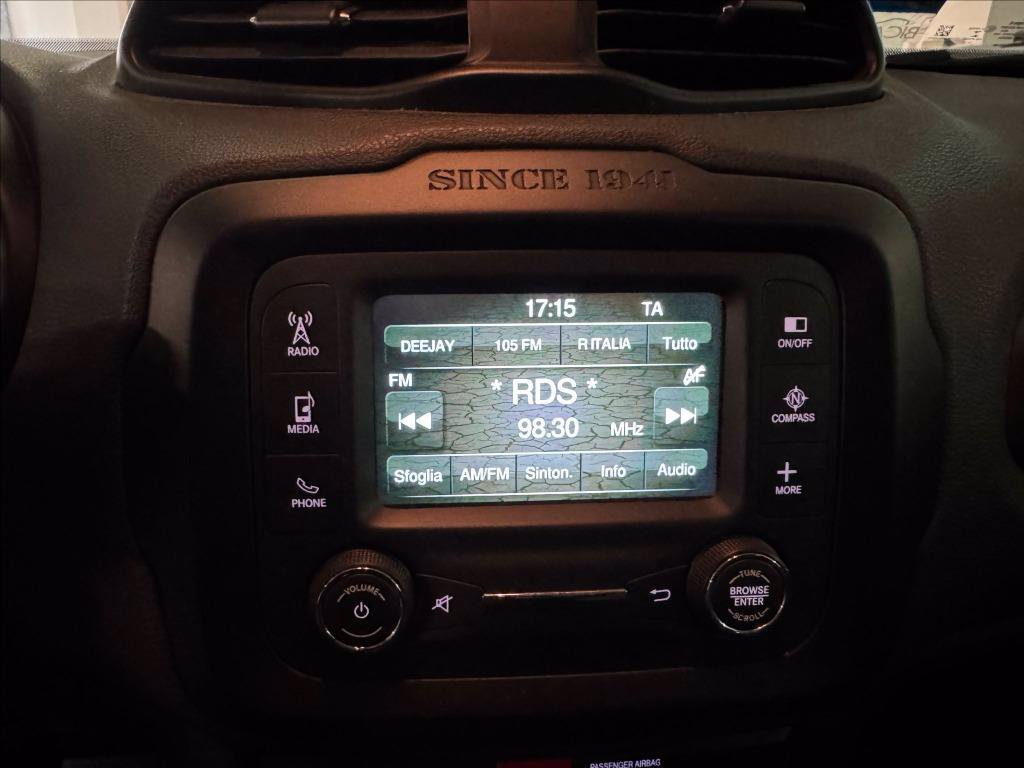 SINCE 1941
17:15 TA
DEEJAY 105 FM R ITALIA Tutto
FM AF
* RDS *
98.30 MHz
Sfoglia AM/FM Sinton. Info Audio
RADIO
MEDIA
PHONE
ON/OFF
N
COMPASS
MORE
VOLUME
TUNE
BROWSE
ENTER
SCROLL
PASSENGER AIRBAG